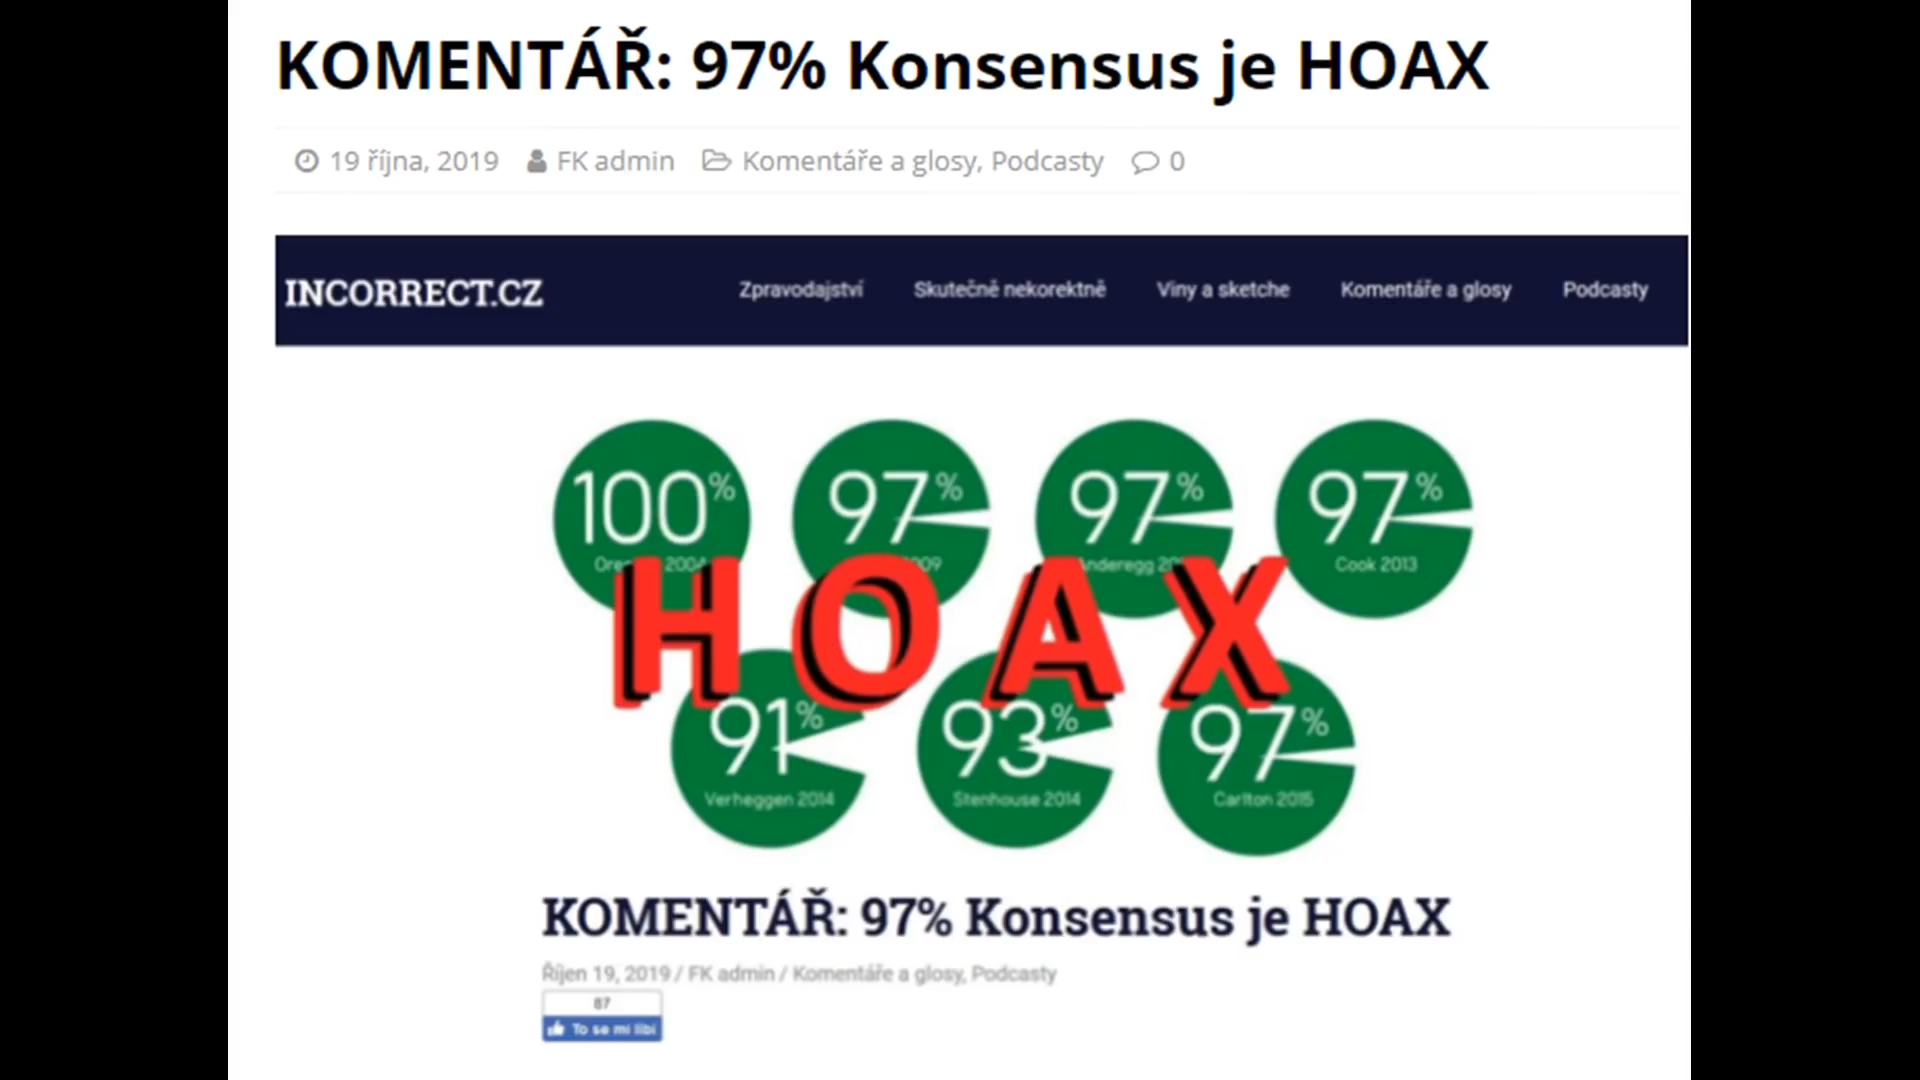 KOMENTÁŘ: 97% Konsensus je HOAX
19 října, 2019 FK admin Komentáře a glosy, Podcasty 0
INCORRECT.CZ Zpravodajství Skutečně nekorektně Viny a sketche Komentáře a glosy Podcasty
100% 97% 97% 97%
2004 Anderegg Cook 2013
HOAX
91% 93% 97%
Verheggen 2014 Stenhouse 2014 Carlton 2015
KOMENTÁŘ: 97% Konsensus je HOAX
Říjen 19, 2019 / FK admin / Komentáře a glosy, Podcasty
87
To se mi líbí